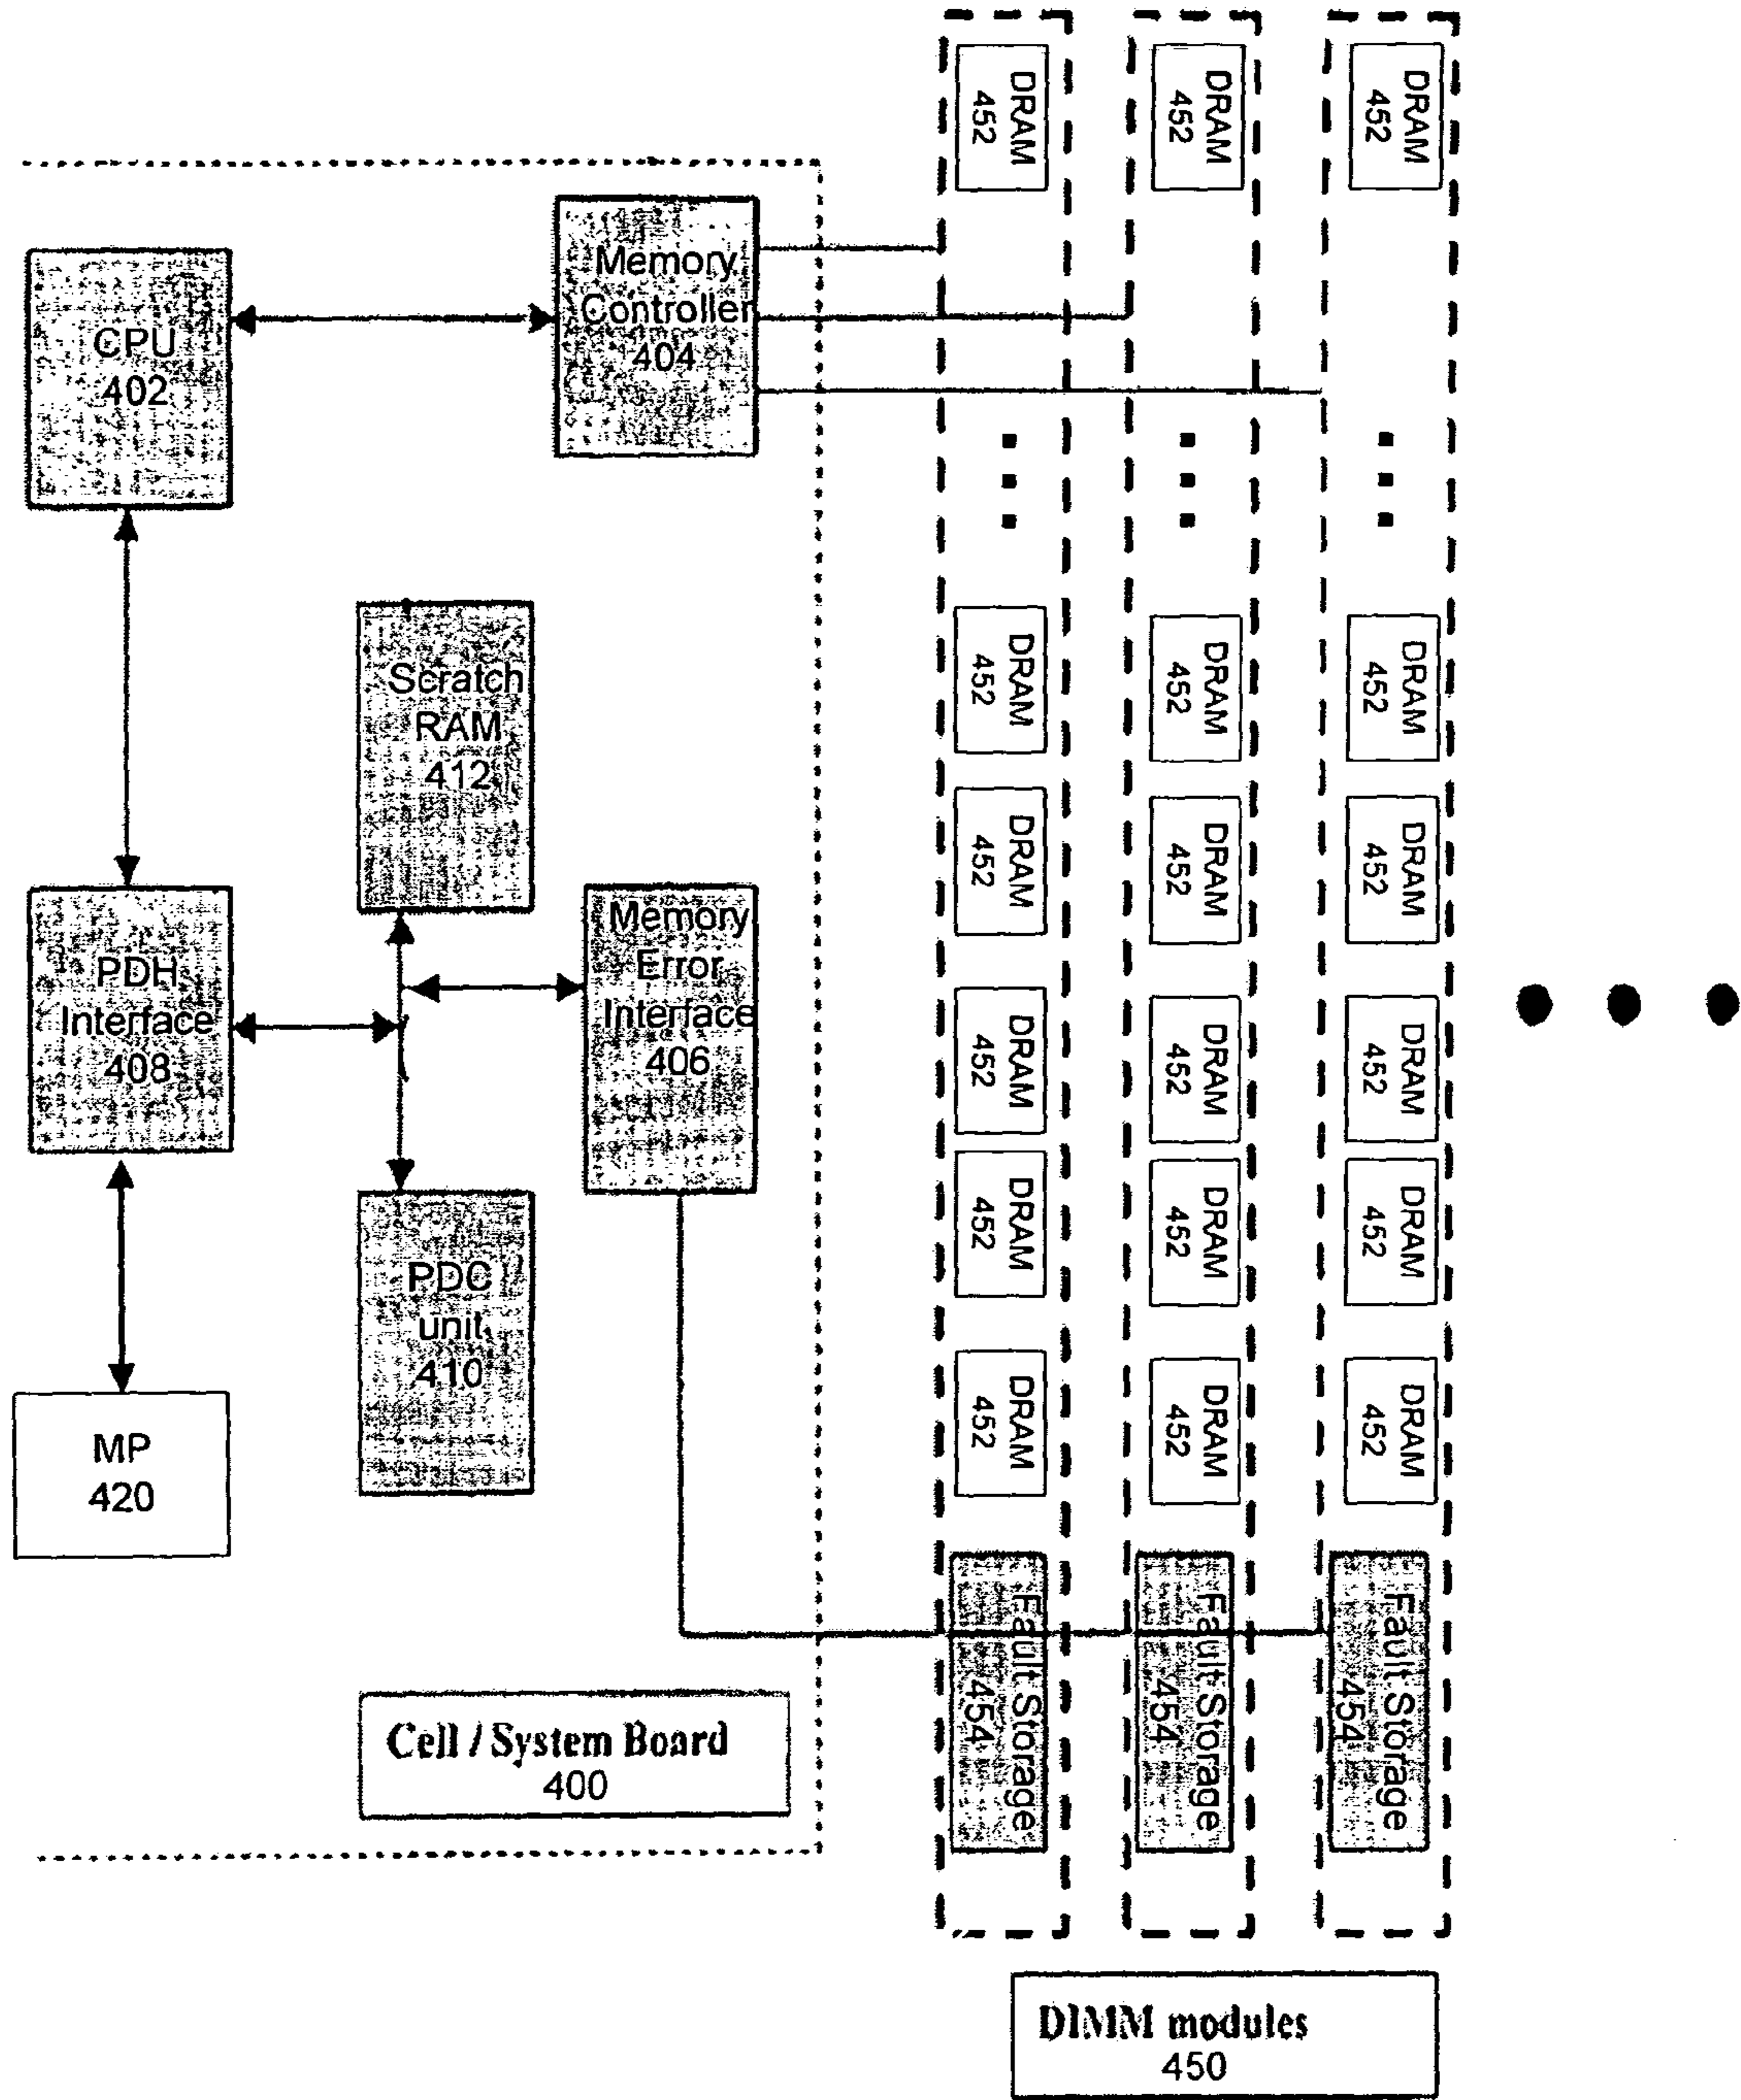 CPU
402
Memory
Controller
404
Scratch
RAM
412
PDH
Interface
408
Memory
Error
Interface
406
PDC
unit
410
MP
420
Cell / System Board
400
DRAM
452
DRAM
452
DRAM
452
DRAM
452
DRAM
452
DRAM
452
Fault Storage
454
DRAM
452
DRAM
452
DRAM
452
DRAM
452
DRAM
452
DRAM
452
Fault Storage
454
DRAM
452
DRAM
452
DRAM
452
DRAM
452
DRAM
452
DRAM
452
Fault Storage
454
DIMM modules
450